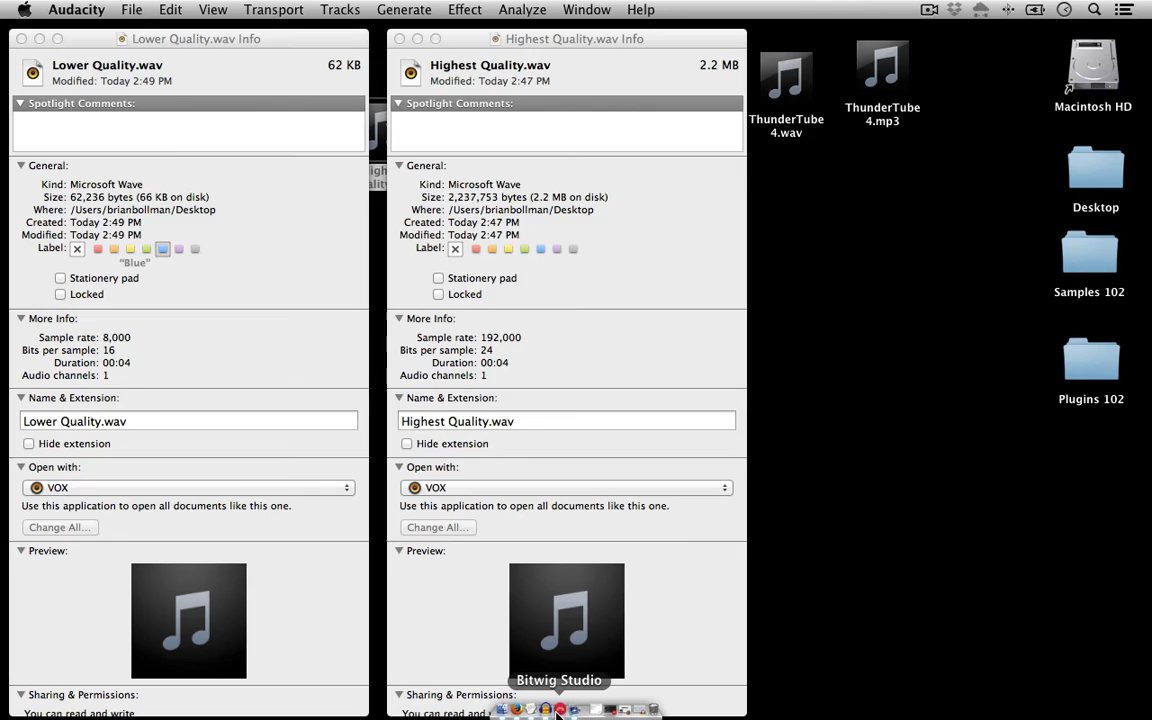 Audacity File Edit View Transport Tracks Generate Effect Analyze Window Help
Lower Quality.wav Info
Lower Quality.wav 62 KB
Modified: Today 2:49 PM
Spotlight Comments:
General:
Kind: Microsoft Wave
Size: 62,236 bytes (66 KB on disk)
Where: /Users/brianbollman/Desktop
Created: Today 2:49 PM
Modified: Today 2:49 PM
Label:
"Blue"
Stationery pad
Locked
More Info:
Sample rate: 8,000
Bits per sample: 16
Duration: 00:04
Audio channels: 1
Name & Extension:
Lower Quality.wav
Hide extension
Open with:
VOX
Use this application to open all documents like this one.
Change All...
Preview:
Sharing & Permissions:
You can read and write
Highest Quality.wav Info
Highest Quality.wav 2.2 MB
Modified: Today 2:47 PM
Spotlight Comments:
General:
Kind: Microsoft Wave
Size: 2,237,753 bytes (2.2 MB on disk)
Where: /Users/brianbollman/Desktop
Created: Today 2:47 PM
Modified: Today 2:47 PM
Label:
Stationery pad
Locked
More Info:
Sample rate: 192,000
Bits per sample: 24
Duration: 00:04
Audio channels: 1
Name & Extension:
Highest Quality.wav
Hide extension
Open with:
VOX
Use this application to open all documents like this one.
Change All...
Preview:
Sharing & Permissions:
You can read and write
Bitwig Studio
ThunderTube
4.wav
ThunderTube
4.mp3
Macintosh HD
Desktop
Samples 102
Plugins 102